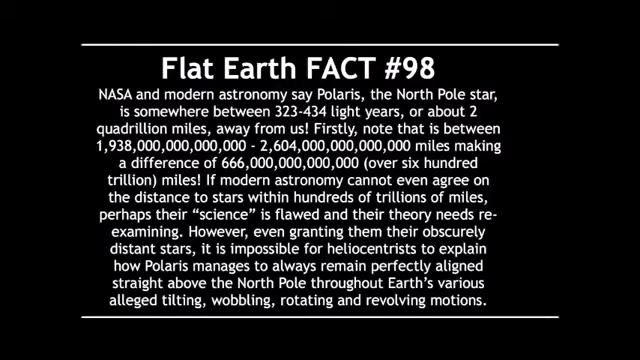 Flat Earth FACT #98
NASA and modern astronomy say Polaris, the North Pole star,
is somewhere between 323-434 light years, or about 2
quadrillion miles, away from us! Firstly, note that is between
1,938,000,000,000,000 - 2,604,000,000,000,000 miles making
a difference of 666,000,000,000,000 (over six hundred
trillion) miles! If modern astronomy cannot even agree on
the distance to stars within hundreds of trillions of miles,
perhaps their “science” is flawed and their theory needs re-
examining. However, even granting them their obscurely
distant stars, it is impossible for heliocentrists to explain
how Polaris manages to always remain perfectly aligned
straight above the North Pole throughout Earth’s various
alleged tilting, wobbling, rotating and revolving motions.